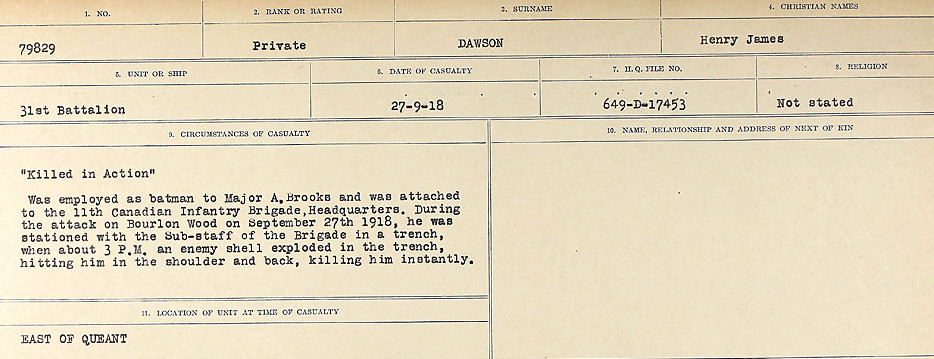 1. NO. 2. RANK OR RATING 3. SURNAME 4. CHRISTIAN NAMES
79829 Private DAWSON Henry James
5. UNIT OR SHIP 6. DATE OF CASUALTY 7. H. Q. FILE NO. 8. RELIGION
31st Battalion 27-9-18 649-D-17453 Not stated
9. CIRCUMSTANCES OF CASUALTY 10. NAME, RELATIONSHIP AND ADDRESS OF NEXT OF KIN
"Killed in Action"
Was employed as batman to Major A.Brooks and was attached
to the 11th Canadian Infantry Brigade,Headquarters. During
the attack on Bourlon Wood on September 27th 1918, he was
stationed with the Sub-staff of the Brigade in a trench,
when about 3 P.M. an enemy shell exploded in the trench,
hitting him in the shoulder and back, killing him instantly.
11. LOCATION OF UNIT AT TIME OF CASUALTY
EAST OF QUEANT